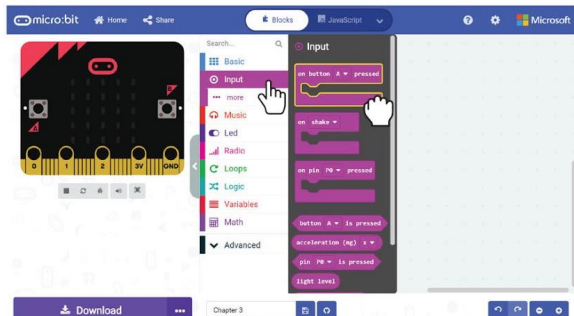 micro:bit Home Share Blocks JavaScript Microsoft
Search...
Basic
Input
more
Music
Led
Radio
Loops
Logic
Variables
Math
Advanced
Input
on button A pressed
on shake
on pin P0 pressed
button A is pressed
acceleration (mg) x
pin P0 is pressed
light level
A
B
0 1 2 3V GND
Download
Chapter 3